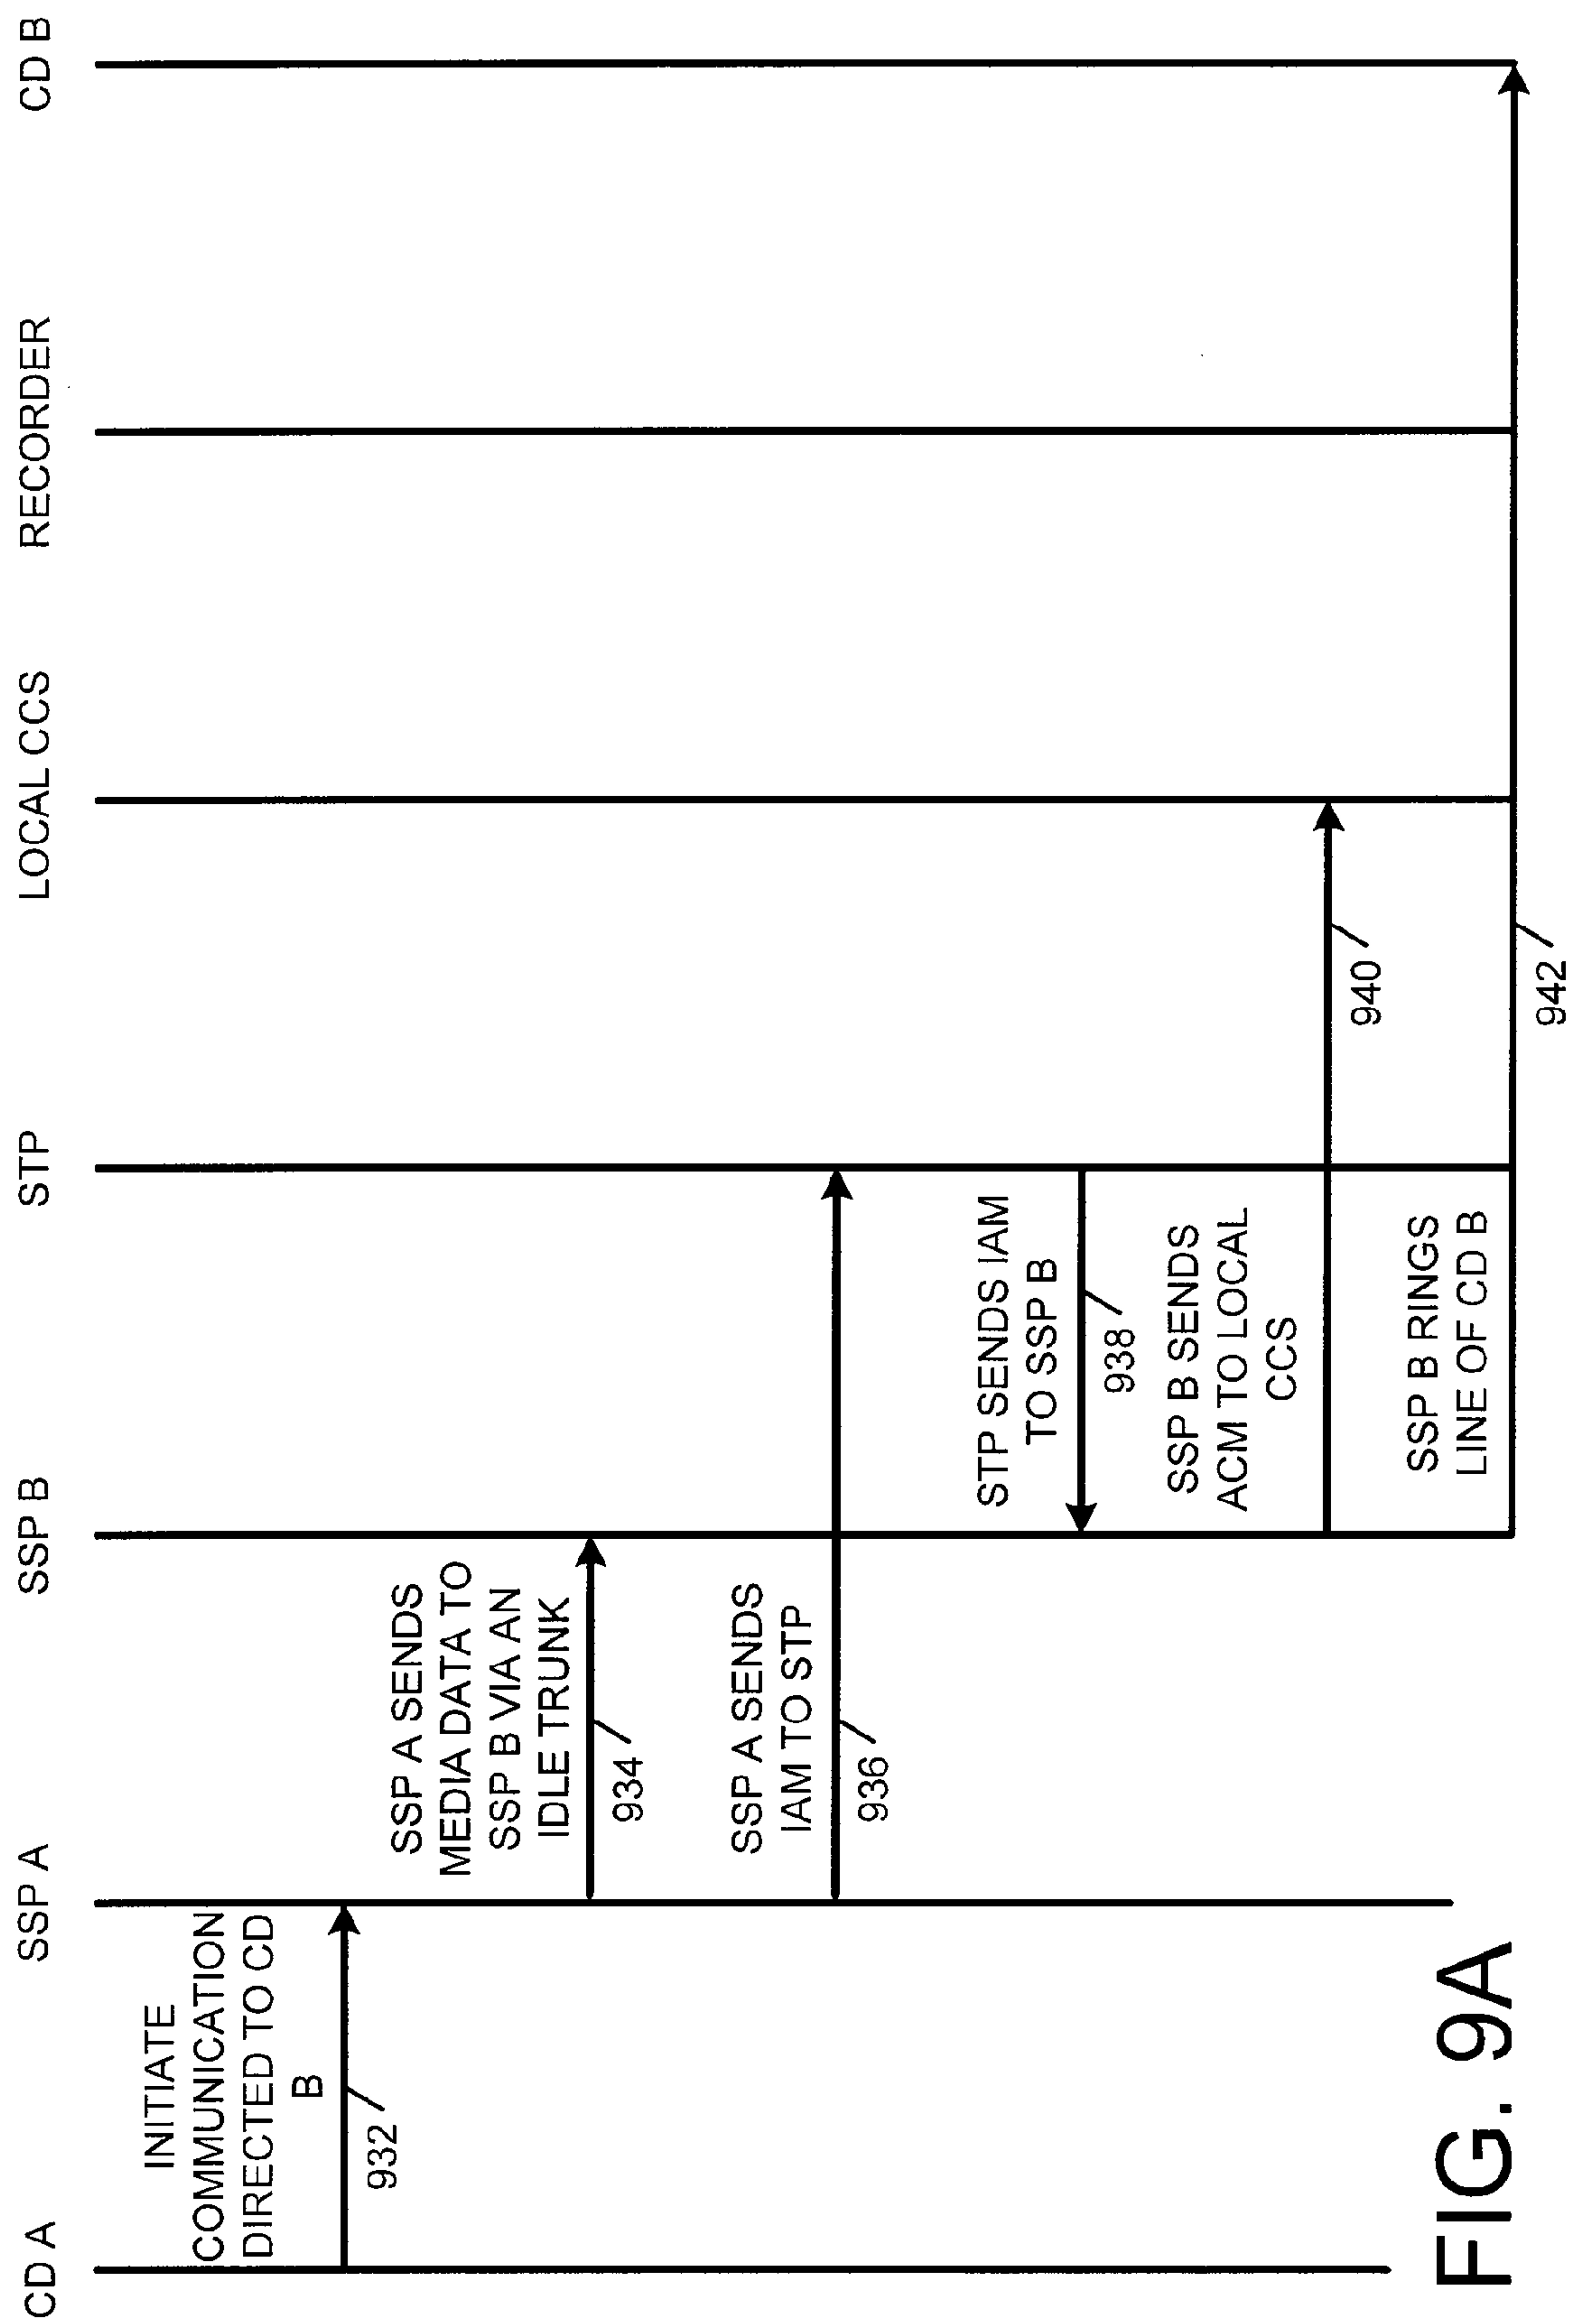 CD A
SSP A
SSP B
STP
LOCAL CCS
RECORDER
CD B
INITIATE
COMMUNICATION
DIRECTED TO CD
B
932
SSP A SENDS
MEDIA DATA TO
SSP B VIA AN
IDLE TRUNK
934
SSP A SENDS
IAM TO STP
936
STP SENDS IAM
TO SSP B
938
SSP B SENDS
ACM TO LOCAL
CCS
940
SSP B RINGS
LINE OF CD B
942
FIG. 9A